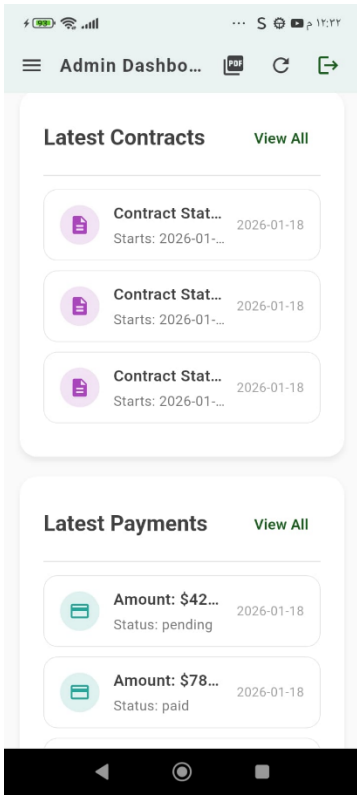 93 ... S م ١٢:٣٢
Admin Dashbo... PDF
Latest Contracts View All
Contract Stat... 2026-01-18
Starts: 2026-01-...
Contract Stat... 2026-01-18
Starts: 2026-01-...
Contract Stat... 2026-01-18
Starts: 2026-01-...
Latest Payments View All
Amount: $42... 2026-01-18
Status: pending
Amount: $78... 2026-01-18
Status: paid